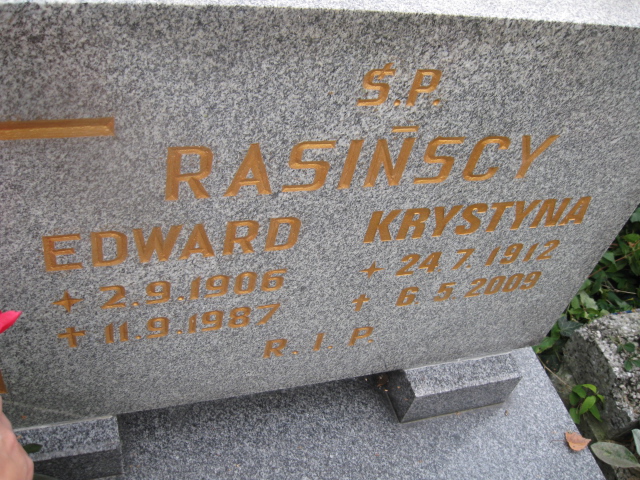 Ś.P.
RASIŃSCY
EDWARD KRYSTYNA
+ 2.9.1906 + 24.7.1912
+ 11.9.1987 + 6.5.2009
R.I.P.